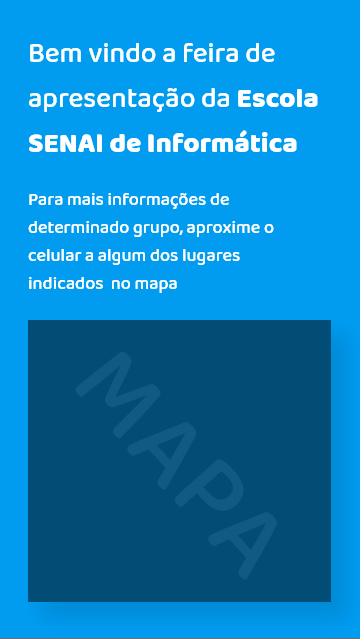 Bem vindo a feira de
apresentação da Escola
SENAI de Informática
Para mais informações de
determinado grupo, aproxime o
celular a algum dos lugares
indicados no mapa
MAPA